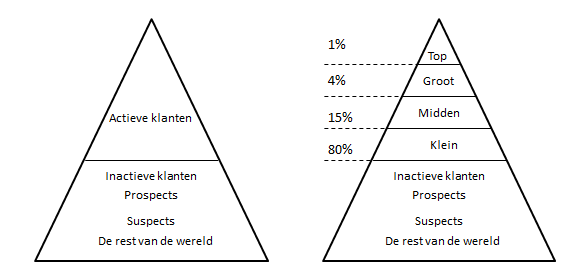 Actieve klanten
Inactieve klanten
Prospects
Suspects
De rest van de wereld
1%
Top
4%
Groot
15%
Midden
80%
Klein
Inactieve klanten
Prospects
Suspects
De rest van de wereld